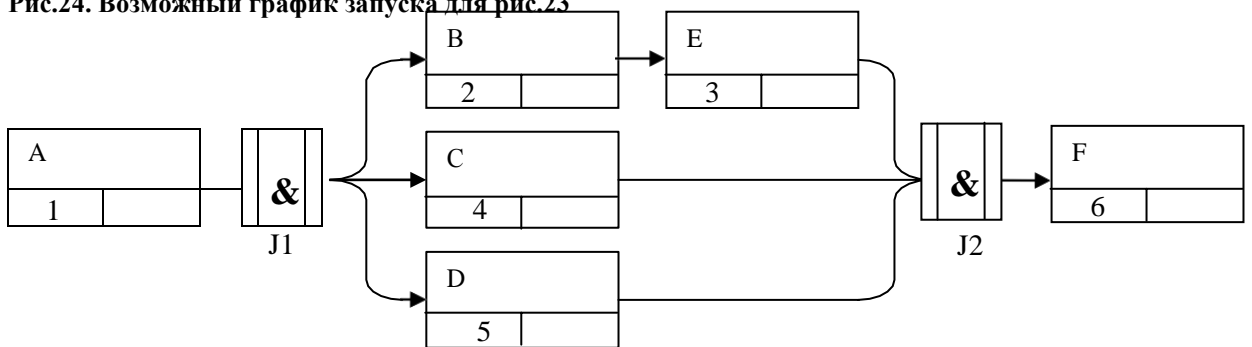 Рис.24. Возможный график запуска для рис.23
B
2
E
3
A
1
&
J1
C
4
D
5
&
J2
F
6